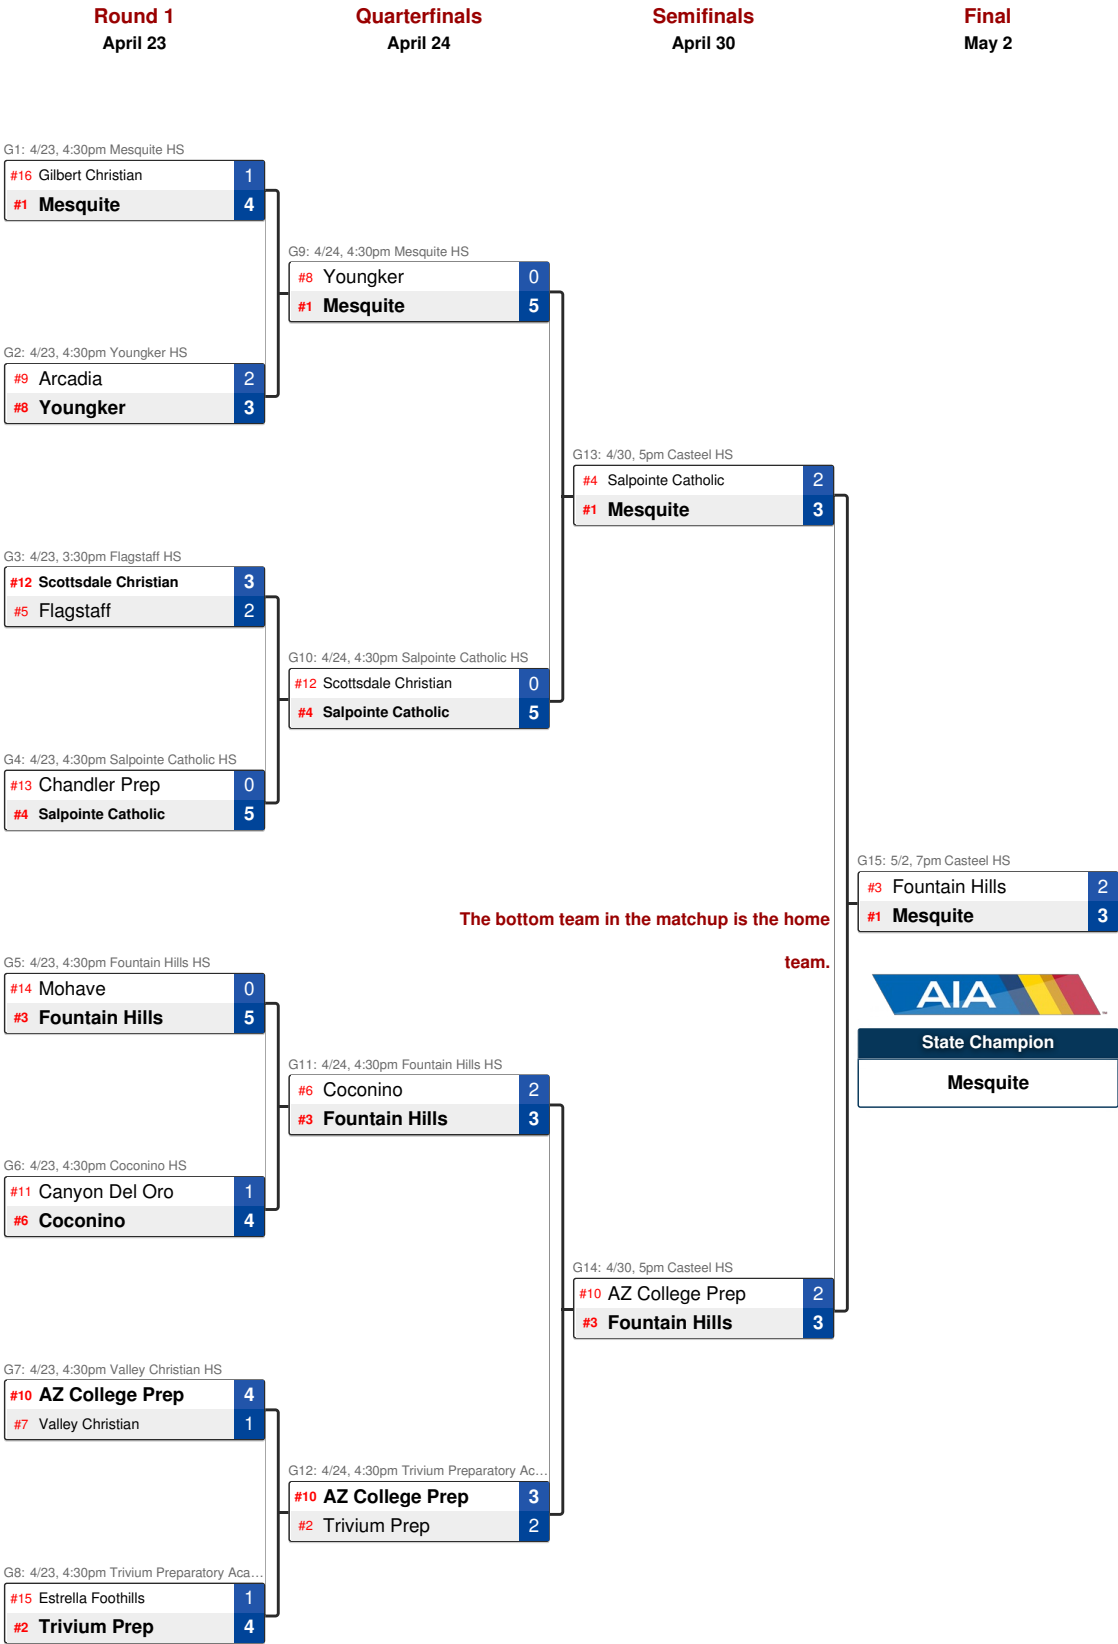 Round 1
April 23
Quarterfinals
April 24
Semifinals
April 30
Final
May 2
G1: 4/23, 4:30pm Mesquite HS
#16 Gilbert Christian 1
#1 Mesquite 4
G2: 4/23, 4:30pm Youngker HS
#9 Arcadia 2
#8 Youngker 3
G3: 4/23, 3:30pm Flagstaff HS
#12 Scottsdale Christian 3
#5 Flagstaff 2
G4: 4/23, 4:30pm Salpointe Catholic HS
#13 Chandler Prep 0
#4 Salpointe Catholic 5
G5: 4/23, 4:30pm Fountain Hills HS
#14 Mohave 0
#3 Fountain Hills 5
G6: 4/23, 4:30pm Coconino HS
#11 Canyon Del Oro 1
#6 Coconino 4
G7: 4/23, 4:30pm Valley Christian HS
#10 AZ College Prep 4
#7 Valley Christian 1
G8: 4/23, 4:30pm Trivium Preparatory Aca...
#15 Estrella Foothills 1
#2 Trivium Prep 4
G9: 4/24, 4:30pm Mesquite HS
#8 Youngker 0
#1 Mesquite 5
G10: 4/24, 4:30pm Salpointe Catholic HS
#12 Scottsdale Christian 0
#4 Salpointe Catholic 5
G11: 4/24, 4:30pm Fountain Hills HS
#6 Coconino 2
#3 Fountain Hills 3
G12: 4/24, 4:30pm Trivium Preparatory Ac...
#10 AZ College Prep 3
#2 Trivium Prep 2
G13: 4/30, 5pm Casteel HS
#4 Salpointe Catholic 2
#1 Mesquite 3
The bottom team in the matchup is the home
team.
G14: 4/30, 5pm Casteel HS
#10 AZ College Prep 2
#3 Fountain Hills 3
G15: 5/2, 7pm Casteel HS
#3 Fountain Hills 2
#1 Mesquite 3
AIA
State Champion
Mesquite